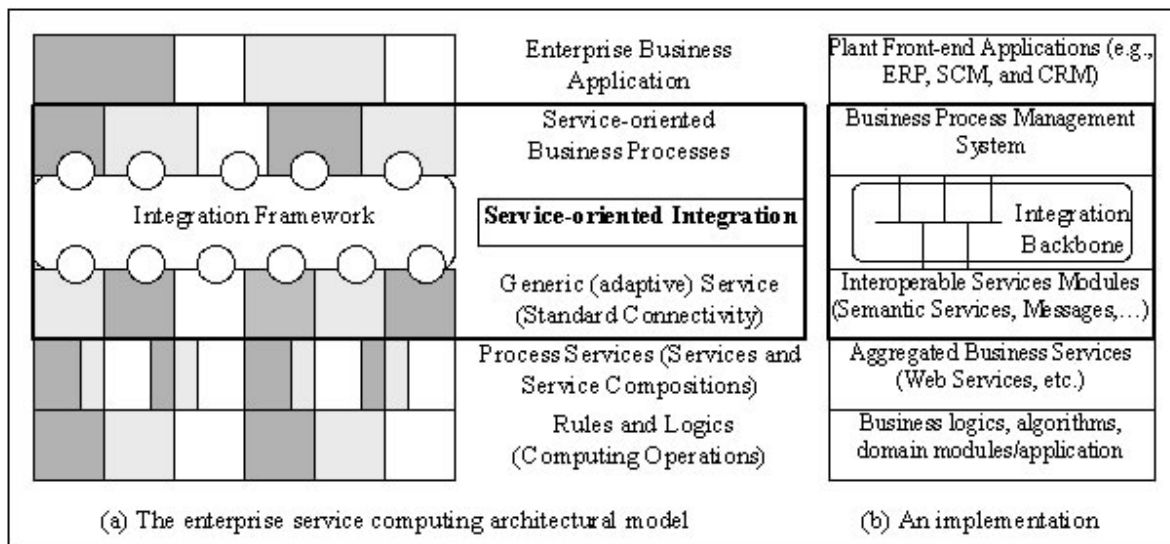 Enterprise Business
Application
Service-oriented
Business Processes
Integration Framework
Service-oriented Integration
Generic (adaptive) Service
(Standard Connectivity)
Process Services (Services and
Service Compositions)
Rules and Logics
(Computing Operations)
(a) The enterprise service computing architectural model
Plant Front-end Applications (e.g.,
ERP, SCM, and CRM)
Business Process Management
System
Integration
Backbone
Interoperable Services Modules
(Semantic Services, Messages,…)
Aggregated Business Services
(Web Services, etc.)
Business logics, algorithms,
domain modules/application
(b) An implementation